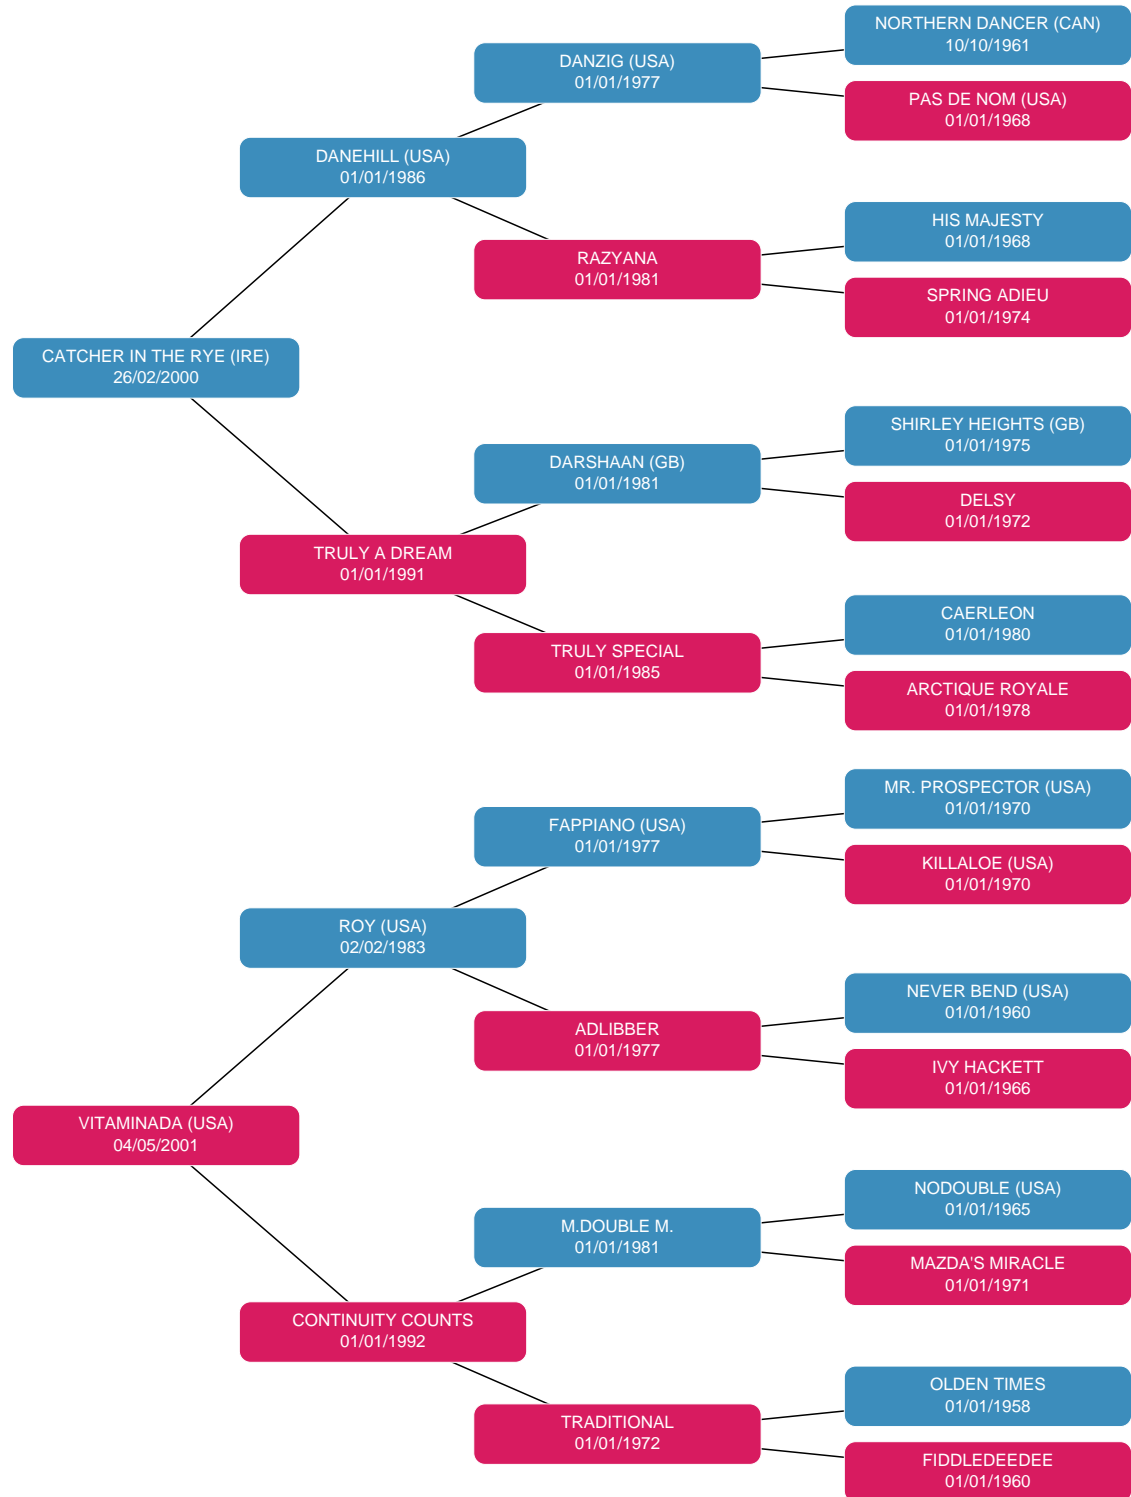 NORTHERN DANCER (CAN)
10/10/1961
DANZIG (USA)
01/01/1977
PAS DE NOM (USA)
01/01/1968
DANEHILL (USA)
01/01/1986
HIS MAJESTY
01/01/1968
RAZYANA
01/01/1981
SPRING ADIEU
01/01/1974
CATCHER IN THE RYE (IRE)
26/02/2000
SHIRLEY HEIGHTS (GB)
01/01/1975
DARSHAAN (GB)
01/01/1981
DELSY
01/01/1972
TRULY A DREAM
01/01/1991
CAERLEON
01/01/1980
TRULY SPECIAL
01/01/1985
ARCTIQUE ROYALE
01/01/1978
MR. PROSPECTOR (USA)
01/01/1970
FAPPIANO (USA)
01/01/1977
KILLALOE (USA)
01/01/1970
ROY (USA)
02/02/1983
NEVER BEND (USA)
01/01/1960
ADLIBBER
01/01/1977
IVY HACKETT
01/01/1966
VITAMINADA (USA)
04/05/2001
NODOUBLE (USA)
01/01/1965
M.DOUBLE M.
01/01/1981
MAZDA'S MIRACLE
01/01/1971
CONTINUITY COUNTS
01/01/1992
OLDEN TIMES
01/01/1958
TRADITIONAL
01/01/1972
FIDDLEDEEDEE
01/01/1960